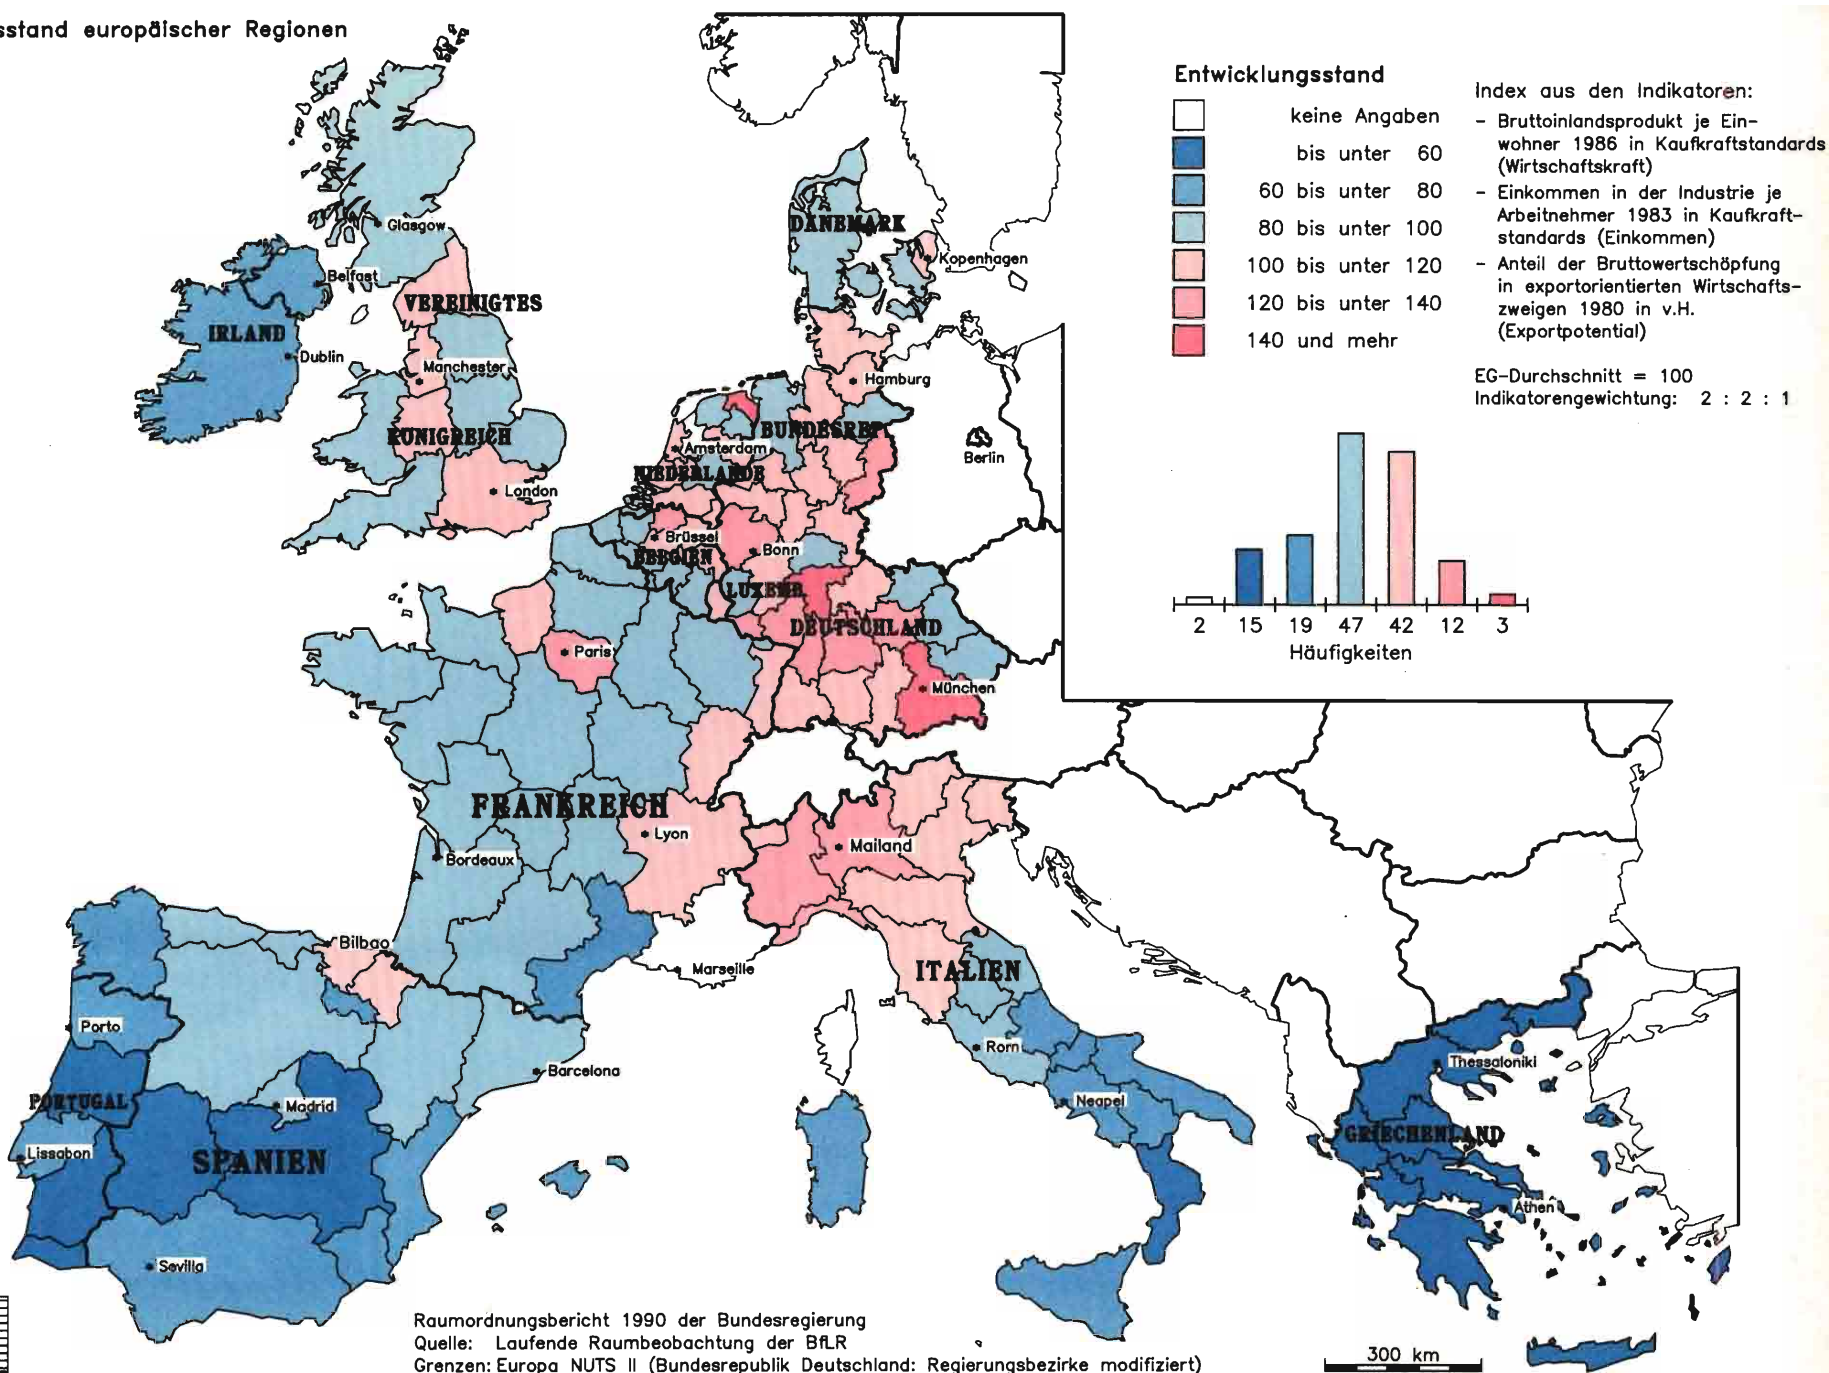 sstand europäischer Regionen
Entwicklungsstand
keine Angaben
bis unter 60
60 bis unter 80
80 bis unter 100
100 bis unter 120
120 bis unter 140
140 und mehr
Index aus den Indikatoren:
- Bruttoinlandsprodukt je Ein-
wohner 1986 in Kaufkraftstandards
(Wirtschaftskraft)
- Einkommen in der Industrie je
Arbeitnehmer 1983 in Kaufkraft-
standards (Einkommen)
- Anteil der Bruttowertschöpfung
in exportorientierten Wirtschafts-
zweigen 1980 in v.H.
(Exportpotential)
EG-Durchschnitt = 100
Indikatorengewichtung: 2 : 2 : 1
2 15 19 47 42 12 3
Häufigkeiten
Glasgow
DÄNEMARK
Kopenhagen
Belfast
VEREINIGTES
IRLAND
Dublin
Manchester
Hamburg
KÖNIGREICH
BUNDESREP.
Amsterdam
Berlin
NIEDERLANDE
London
Brüssel
BELGIEN
Bonn
LUXEMB.
DEUTSCHLAND
Paris
München
FRANKREICH
Lyon
Mailand
Bordeaux
Bilbao
Marseille
ITALIEN
Porto
Rom
Barcelona
Thessaloniki
PORTUGAL
Madrid
Neapel
GRIECHENLAND
Lissabon
SPANIEN
Athen
Sevilla
Raumordnungsbericht 1990 der Bundesregierung
Quelle: Laufende Raumbeobachtung der BfLR
Grenzen: Europa NUTS II (Bundesrepublik Deutschland: Regierungsbezirke modifiziert)
300 km